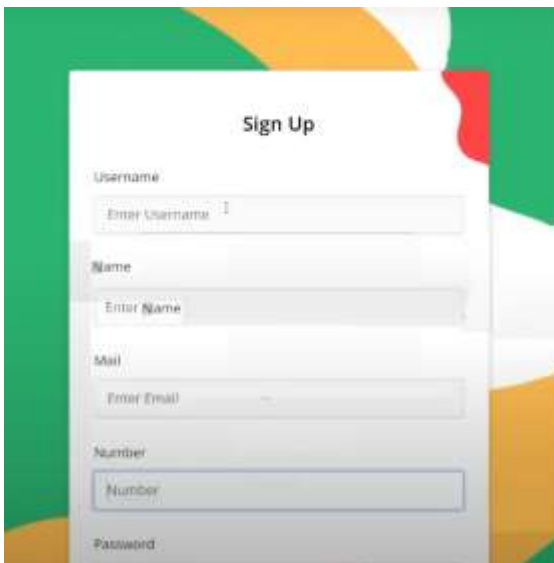 Sign Up
Username
Enter Username
Name
Enter Name
Mail
Enter Email
Number
Number
Password